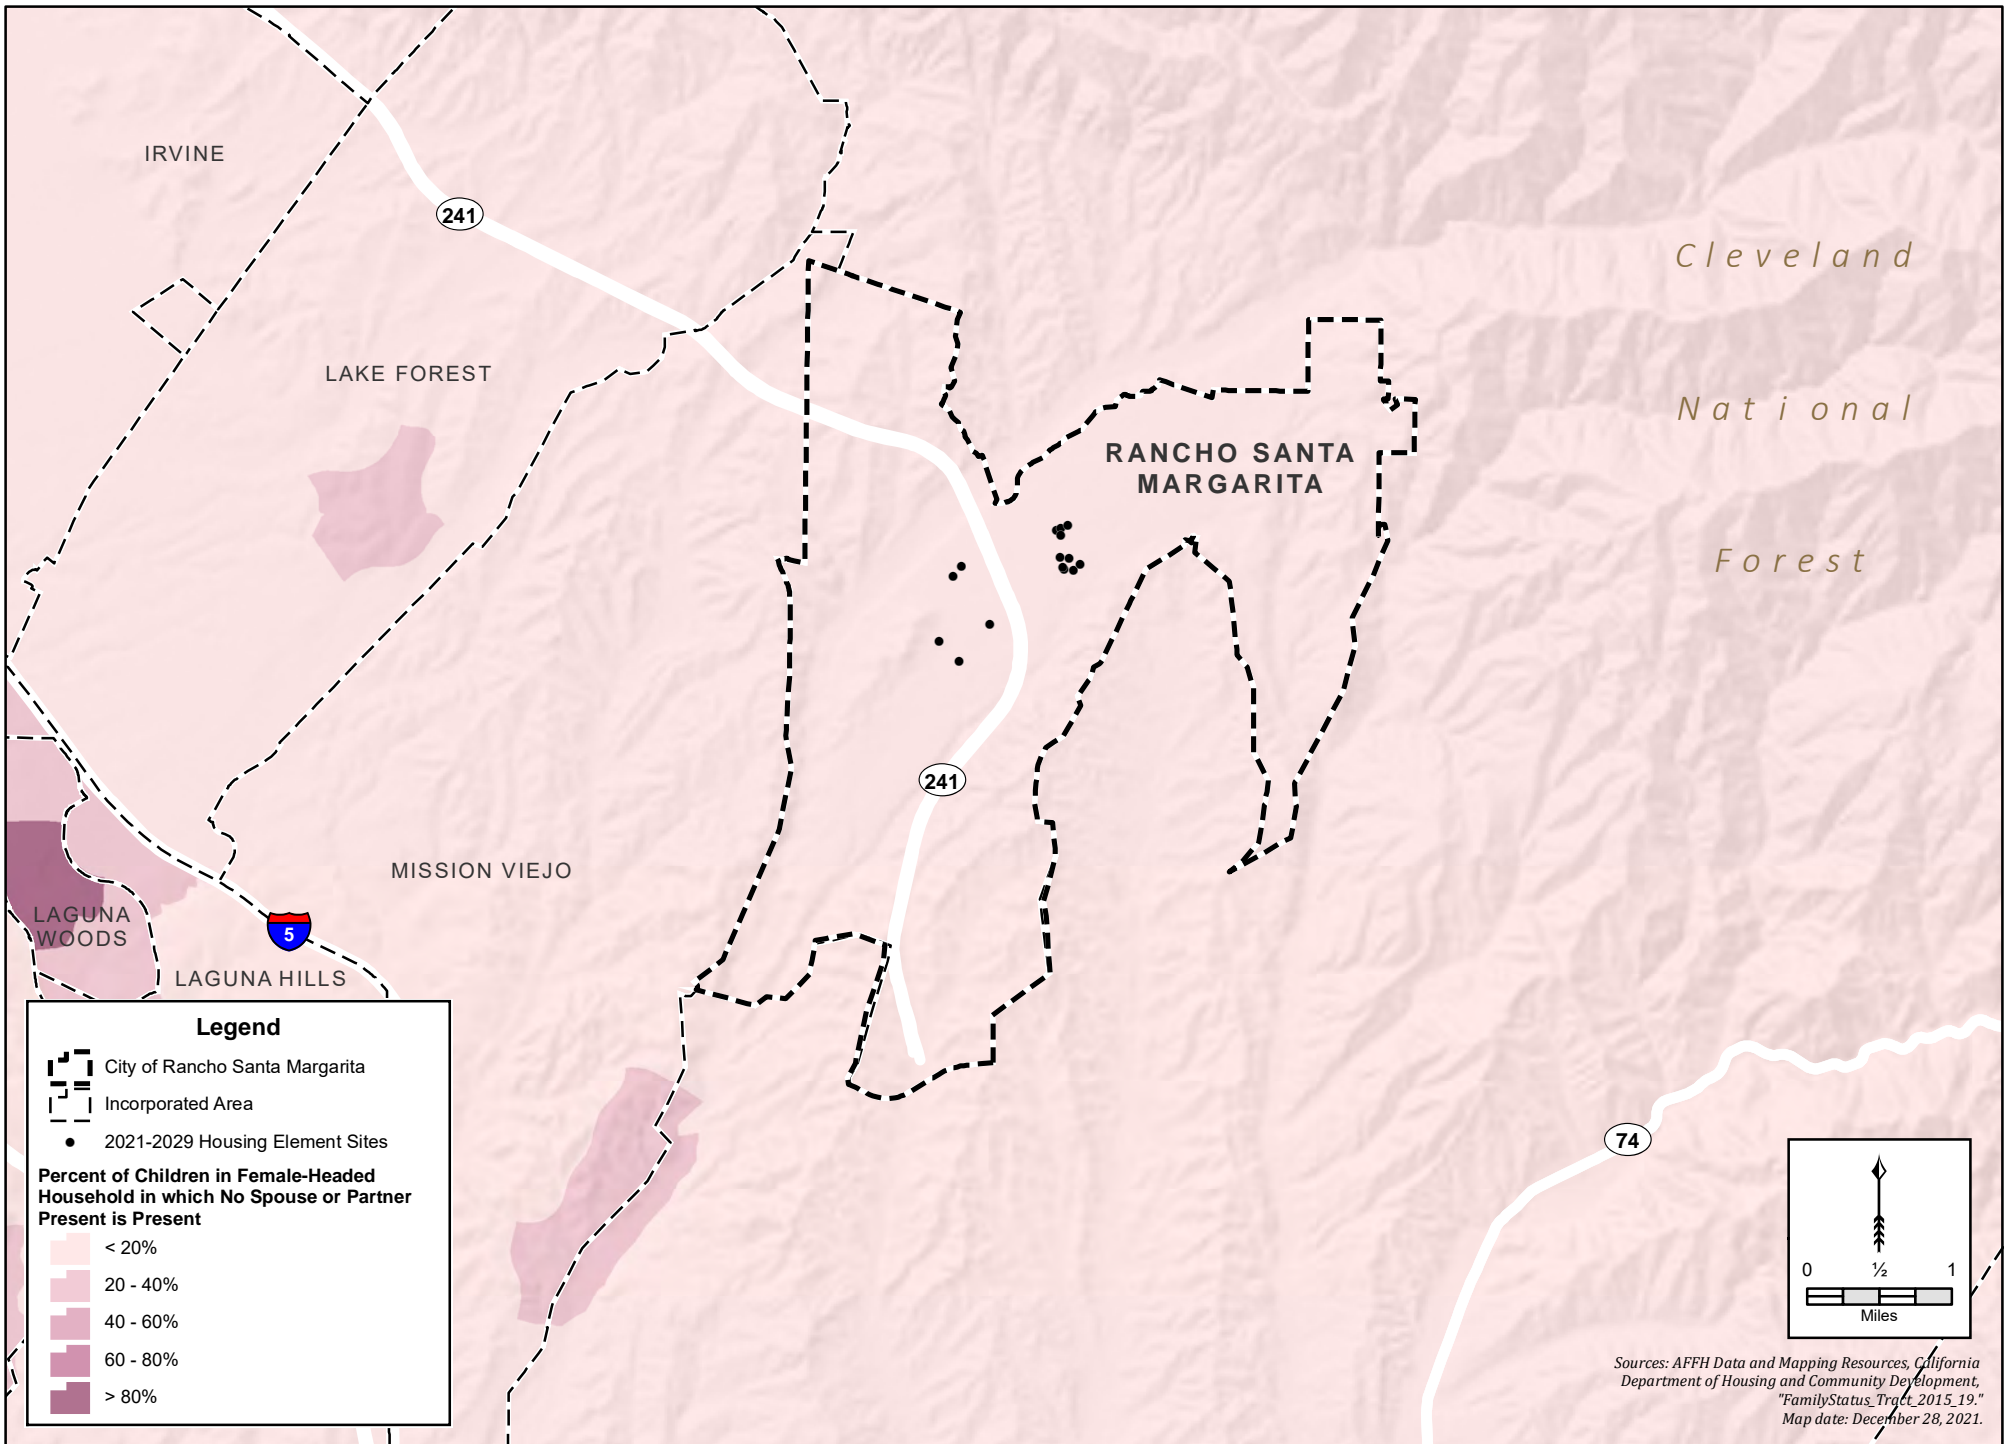 IRVINE
241
Cleveland
LAKE FOREST
National
RANCHO SANTA
MARGARITA
Forest
241
MISSION VIEJO
LAGUNA
WOODS
5
LAGUNA HILLS
74
Legend
City of Rancho Santa Margarita
Incorporated Area
2021-2029 Housing Element Sites
Percent of Children in Female-Headed
Household in which No Spouse or Partner
Present is Present
< 20%
20 - 40%
40 - 60%
60 - 80%
> 80%
0 ½ 1
Miles
Sources: AFFH Data and Mapping Resources, California
Department of Housing and Community Development,
"FamilyStatus_Tract_2015_19."
Map date: December 28, 2021.